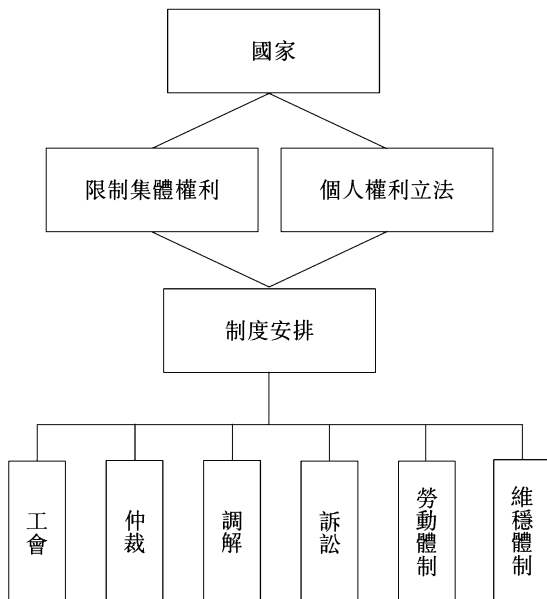 國家
限制集體權利
個人權利立法
制度安排
工會
仲裁
調解
訴訟
勞動體制
維穩體制